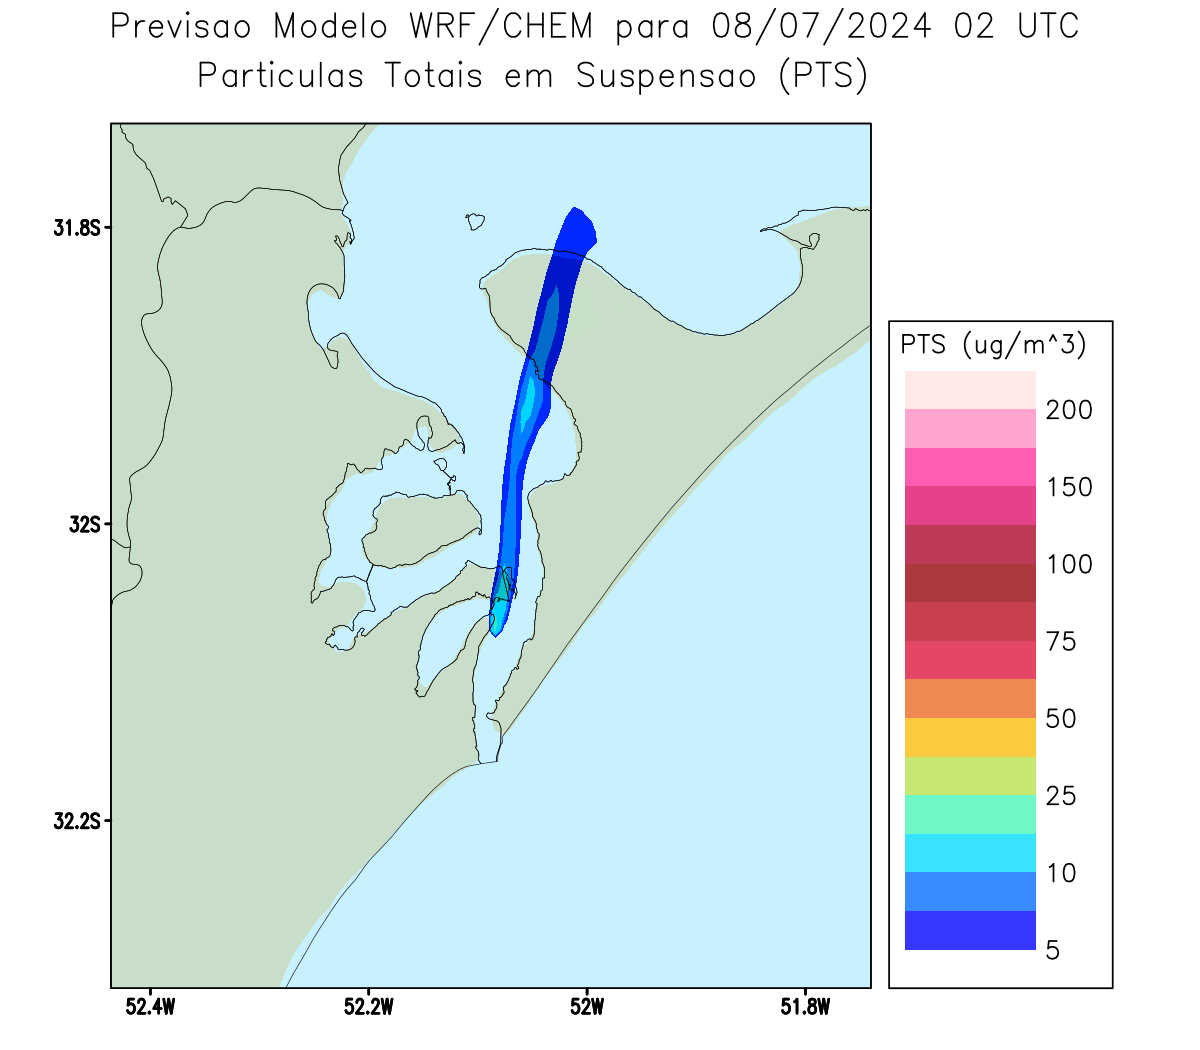 Previsao Modelo WRF/CHEM para 08/07/2024 02 UTC
Particulas Totais em Suspensao (PTS)
31.8S
32S
32.2S
52.4W
52.2W
52W
51.8W
PTS (ug/m^3)
200
150
100
75
50
25
10
5